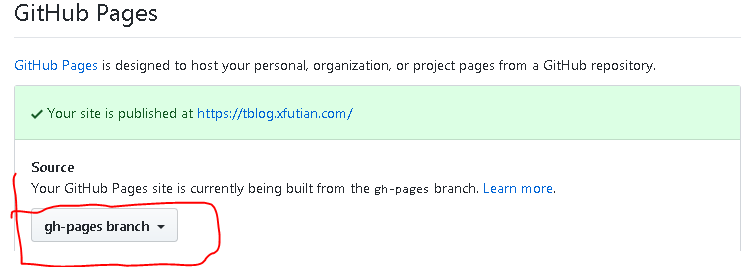 GitHub Pages
GitHub Pages is designed to host your personal, organization, or project pages from a GitHub repository.
Your site is published at https://tblog.xfutian.com/
Source
Your GitHub Pages site is currently being built from the gh-pages branch. Learn more.
gh-pages branch